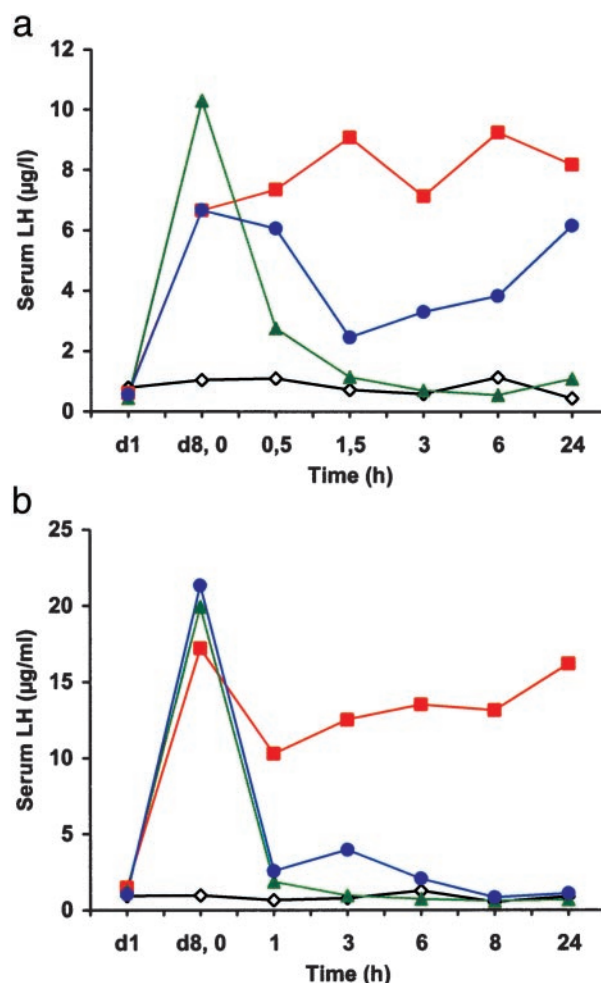 a
12
10
8
6
4
2
0
Serum LH (µg/l)
d1 d8, 0 0,5 1,5 3 6 24
Time (h)
b
25
20
15
10
5
0
Serum LH (µg/ml)
d1 d8, 0 1 3 6 8 24
Time (h)